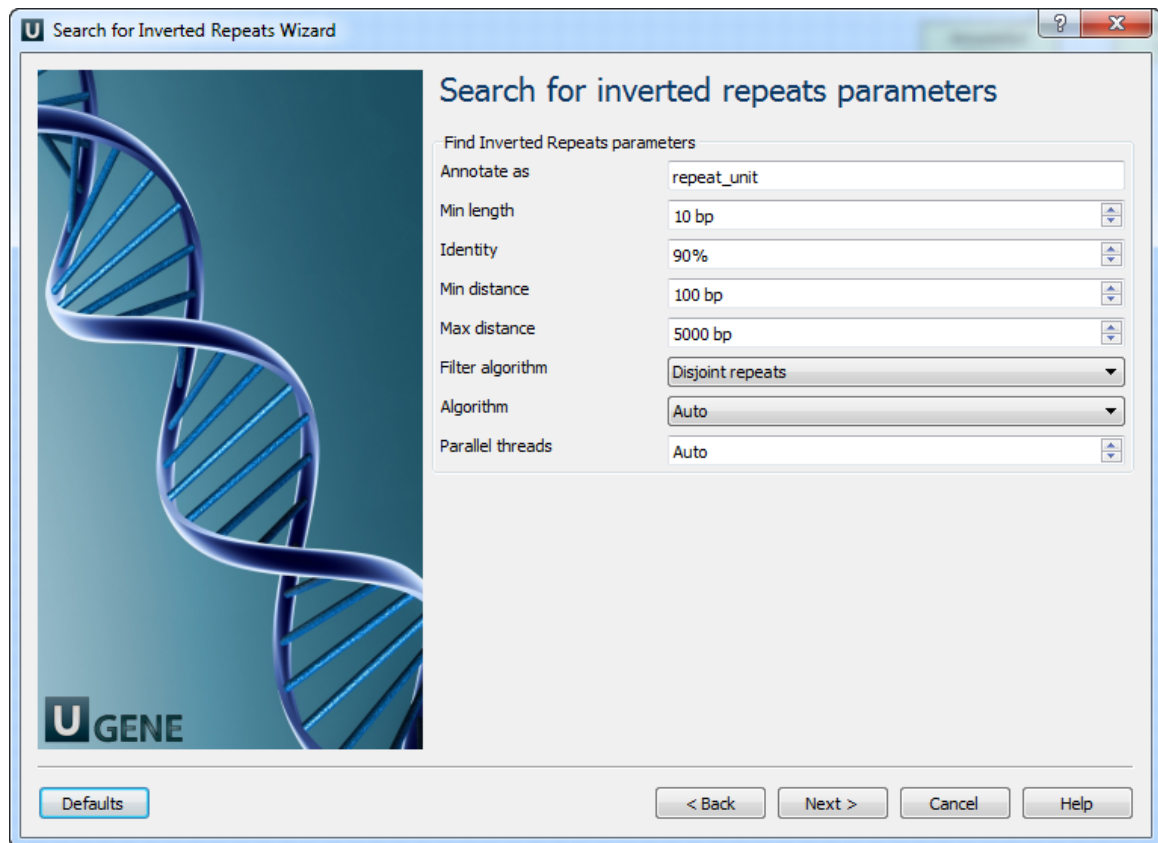 U Search for Inverted Repeats Wizard ? X
Search for inverted repeats parameters
Find Inverted Repeats parameters
Annotate as repeat_unit
Min length 10 bp
Identity 90%
Min distance 100 bp
Max distance 5000 bp
Filter algorithm Disjoint repeats
Algorithm Auto
Parallel threads Auto
U GENE
Defaults < Back Next > Cancel Help